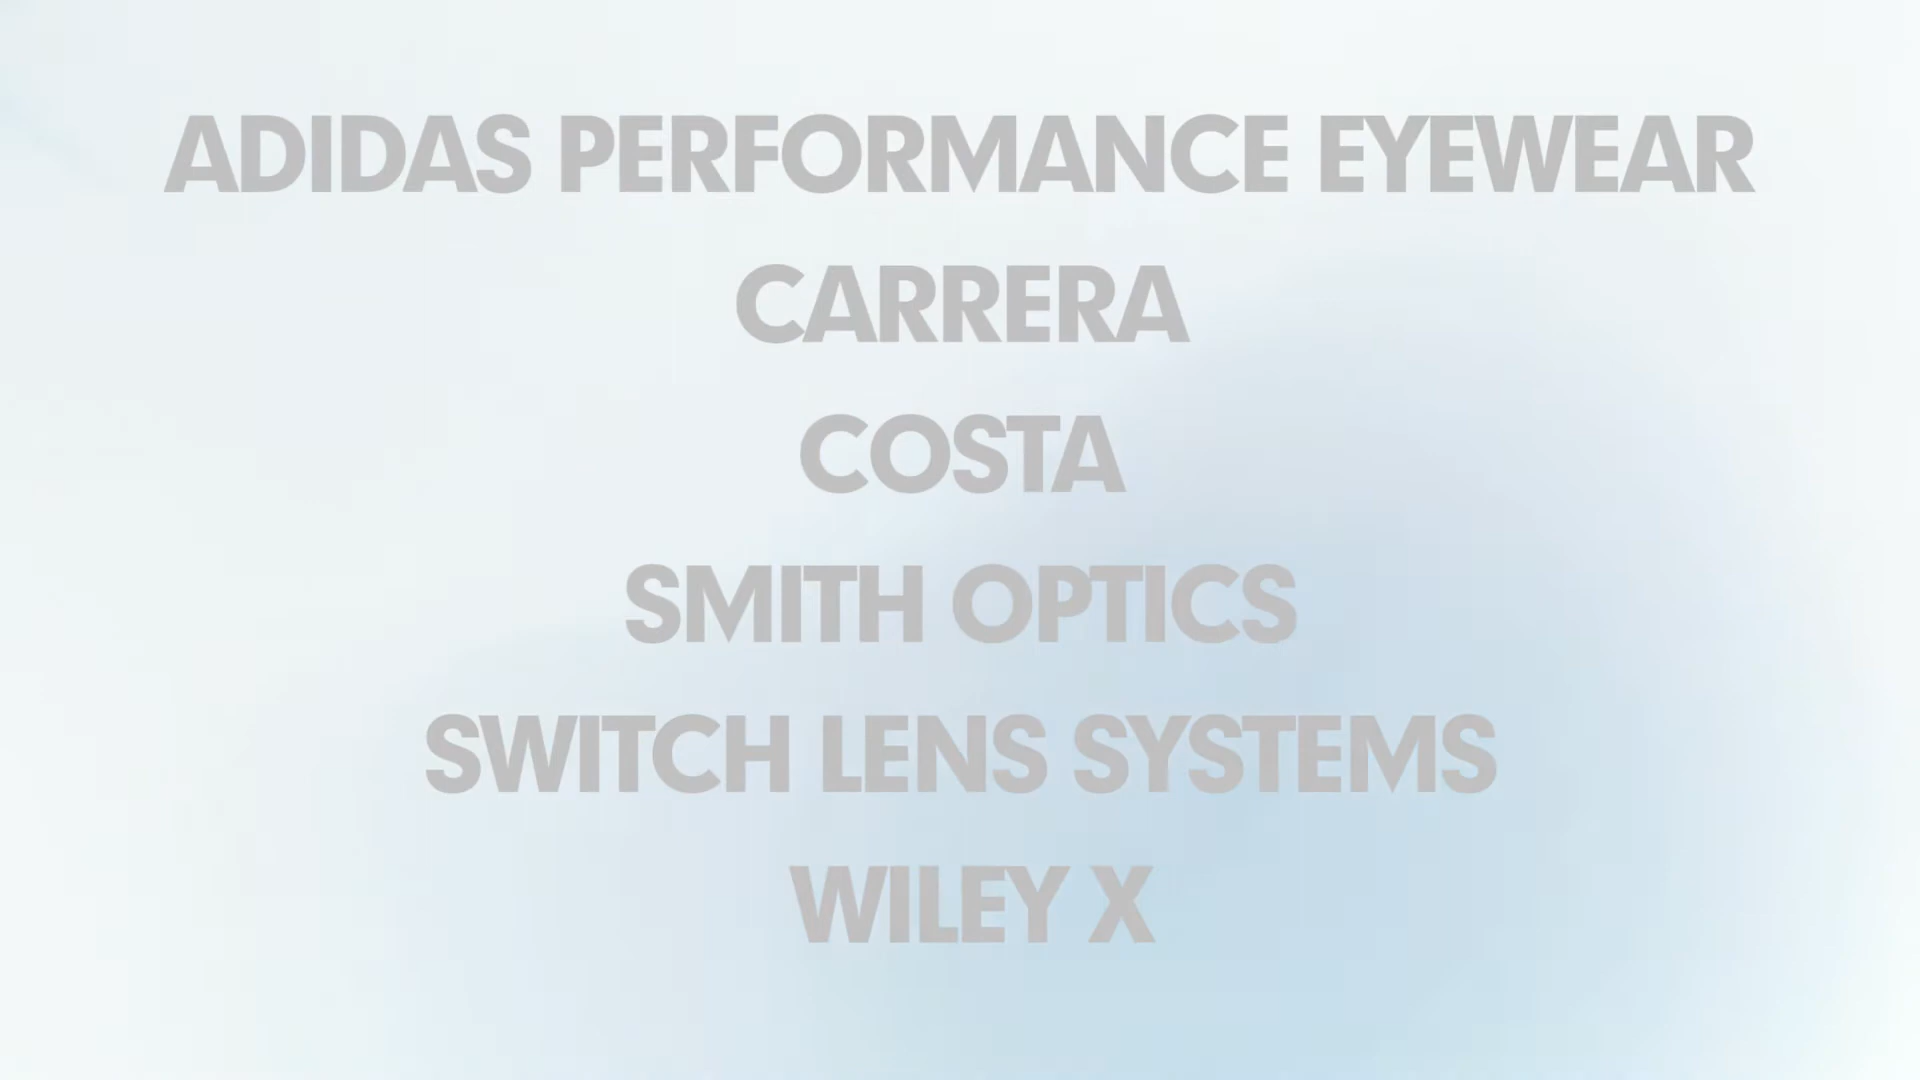 ADIDAS PERFORMANCE EYEWEAR
CARRERA
COSTA
SMITH OPTICS
SWITCH LENS SYSTEMS
WILEY X